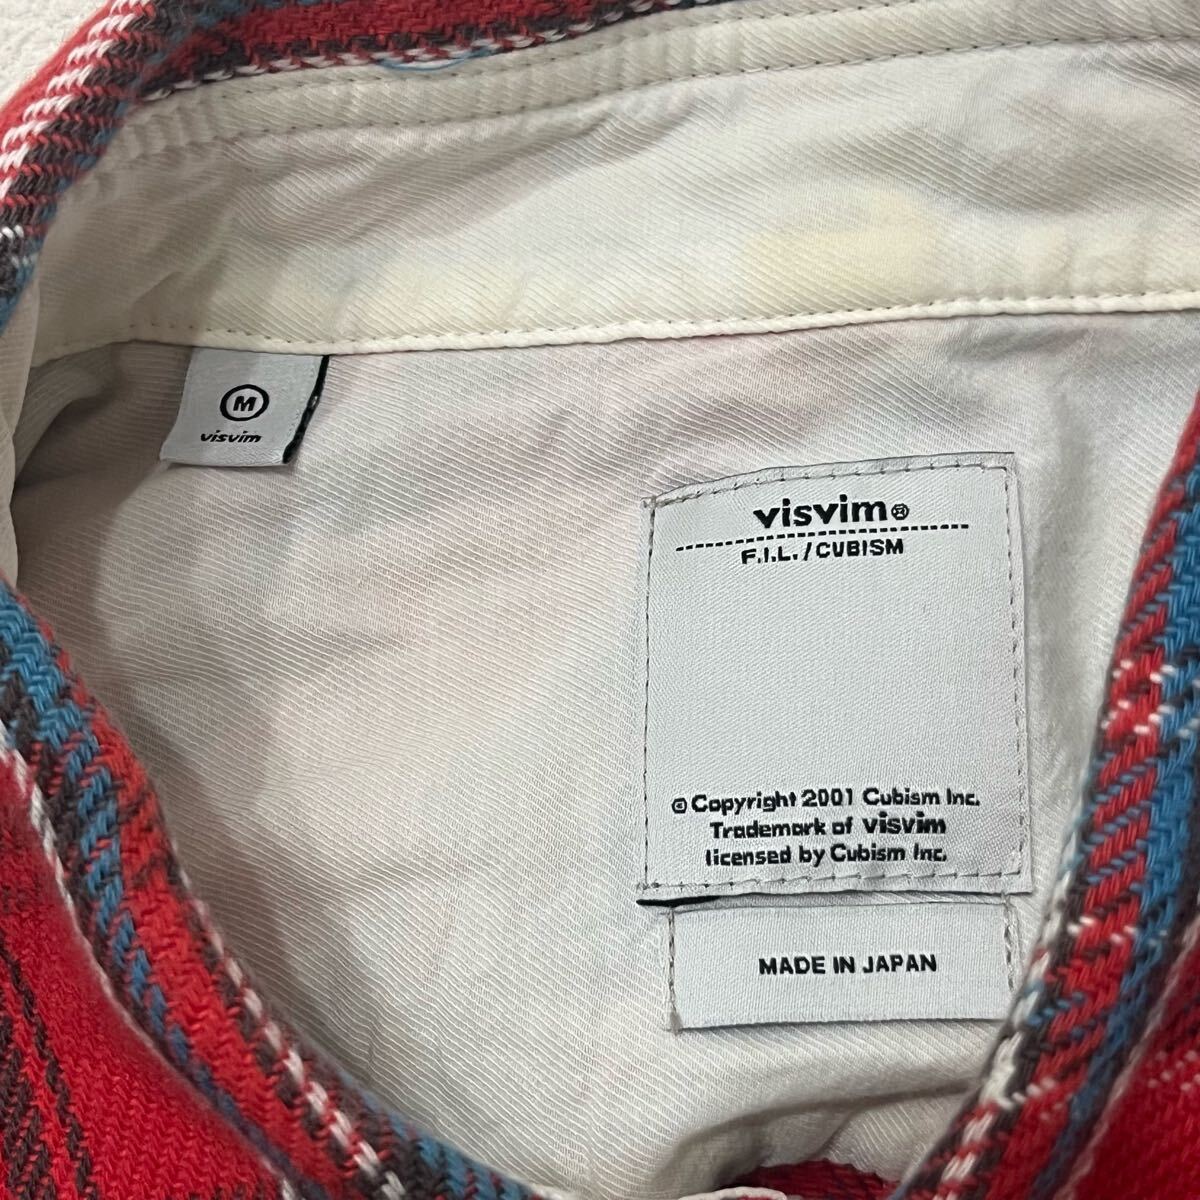 M
visvim
visvim®
F.I.L./CUBISM
© Copyright 2001 Cubism Inc.
Trademark of visvim
licensed by Cubism Inc.
MADE IN JAPAN